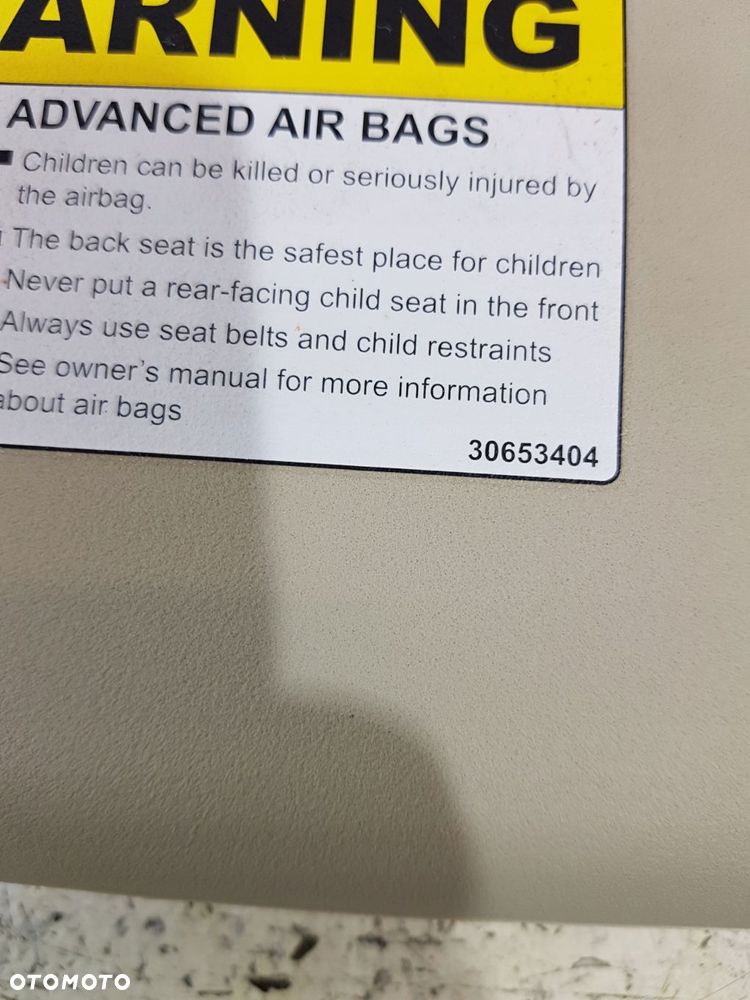 ARNING
ADVANCED AIR BAGS
Children can be killed or seriously injured by
the airbag.
The back seat is the safest place for children
Never put a rear-facing child seat in the front
Always use seat belts and child restraints
See owner's manual for more information
about air bags
30653404
OTOMOTO